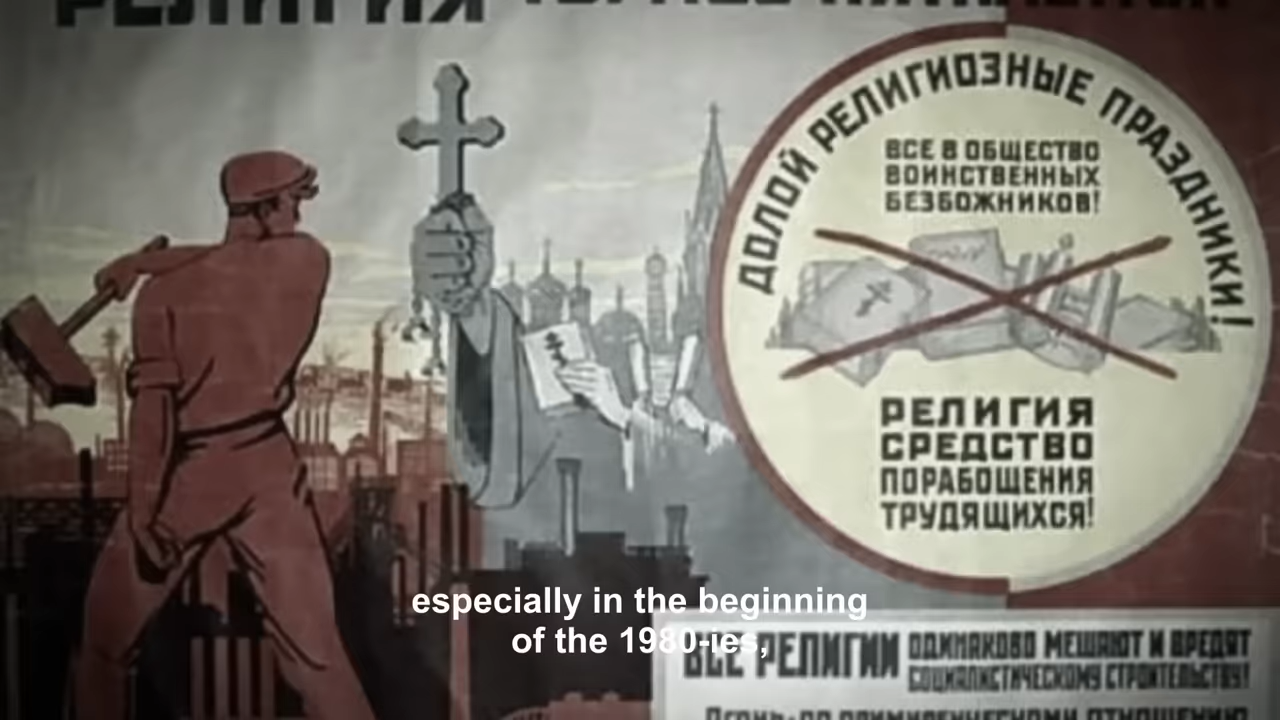 РЕЛИГИЯ
ДОЛОЙ РЕЛИГИОЗНЫЕ ПРАЗДНИКИ!
ВСЕ В ОБЩЕСТВО
ВОИНСТВЕННЫХ
БЕЗБОЖНИКОВ!
РЕЛИГИЯ
СРЕДСТВО
ПОРАБОЩЕНИЯ
ТРУДЯЩИХСЯ!
especially in the beginning
of the 1980-ies,
ВСЕ РЕЛИГИИ ОДИНАКОВО МЕШАЮТ И ВРЕДЯТ
СОЦИАЛИСТИЧЕСКОМУ СТРОИТЕЛЬСТВУ!